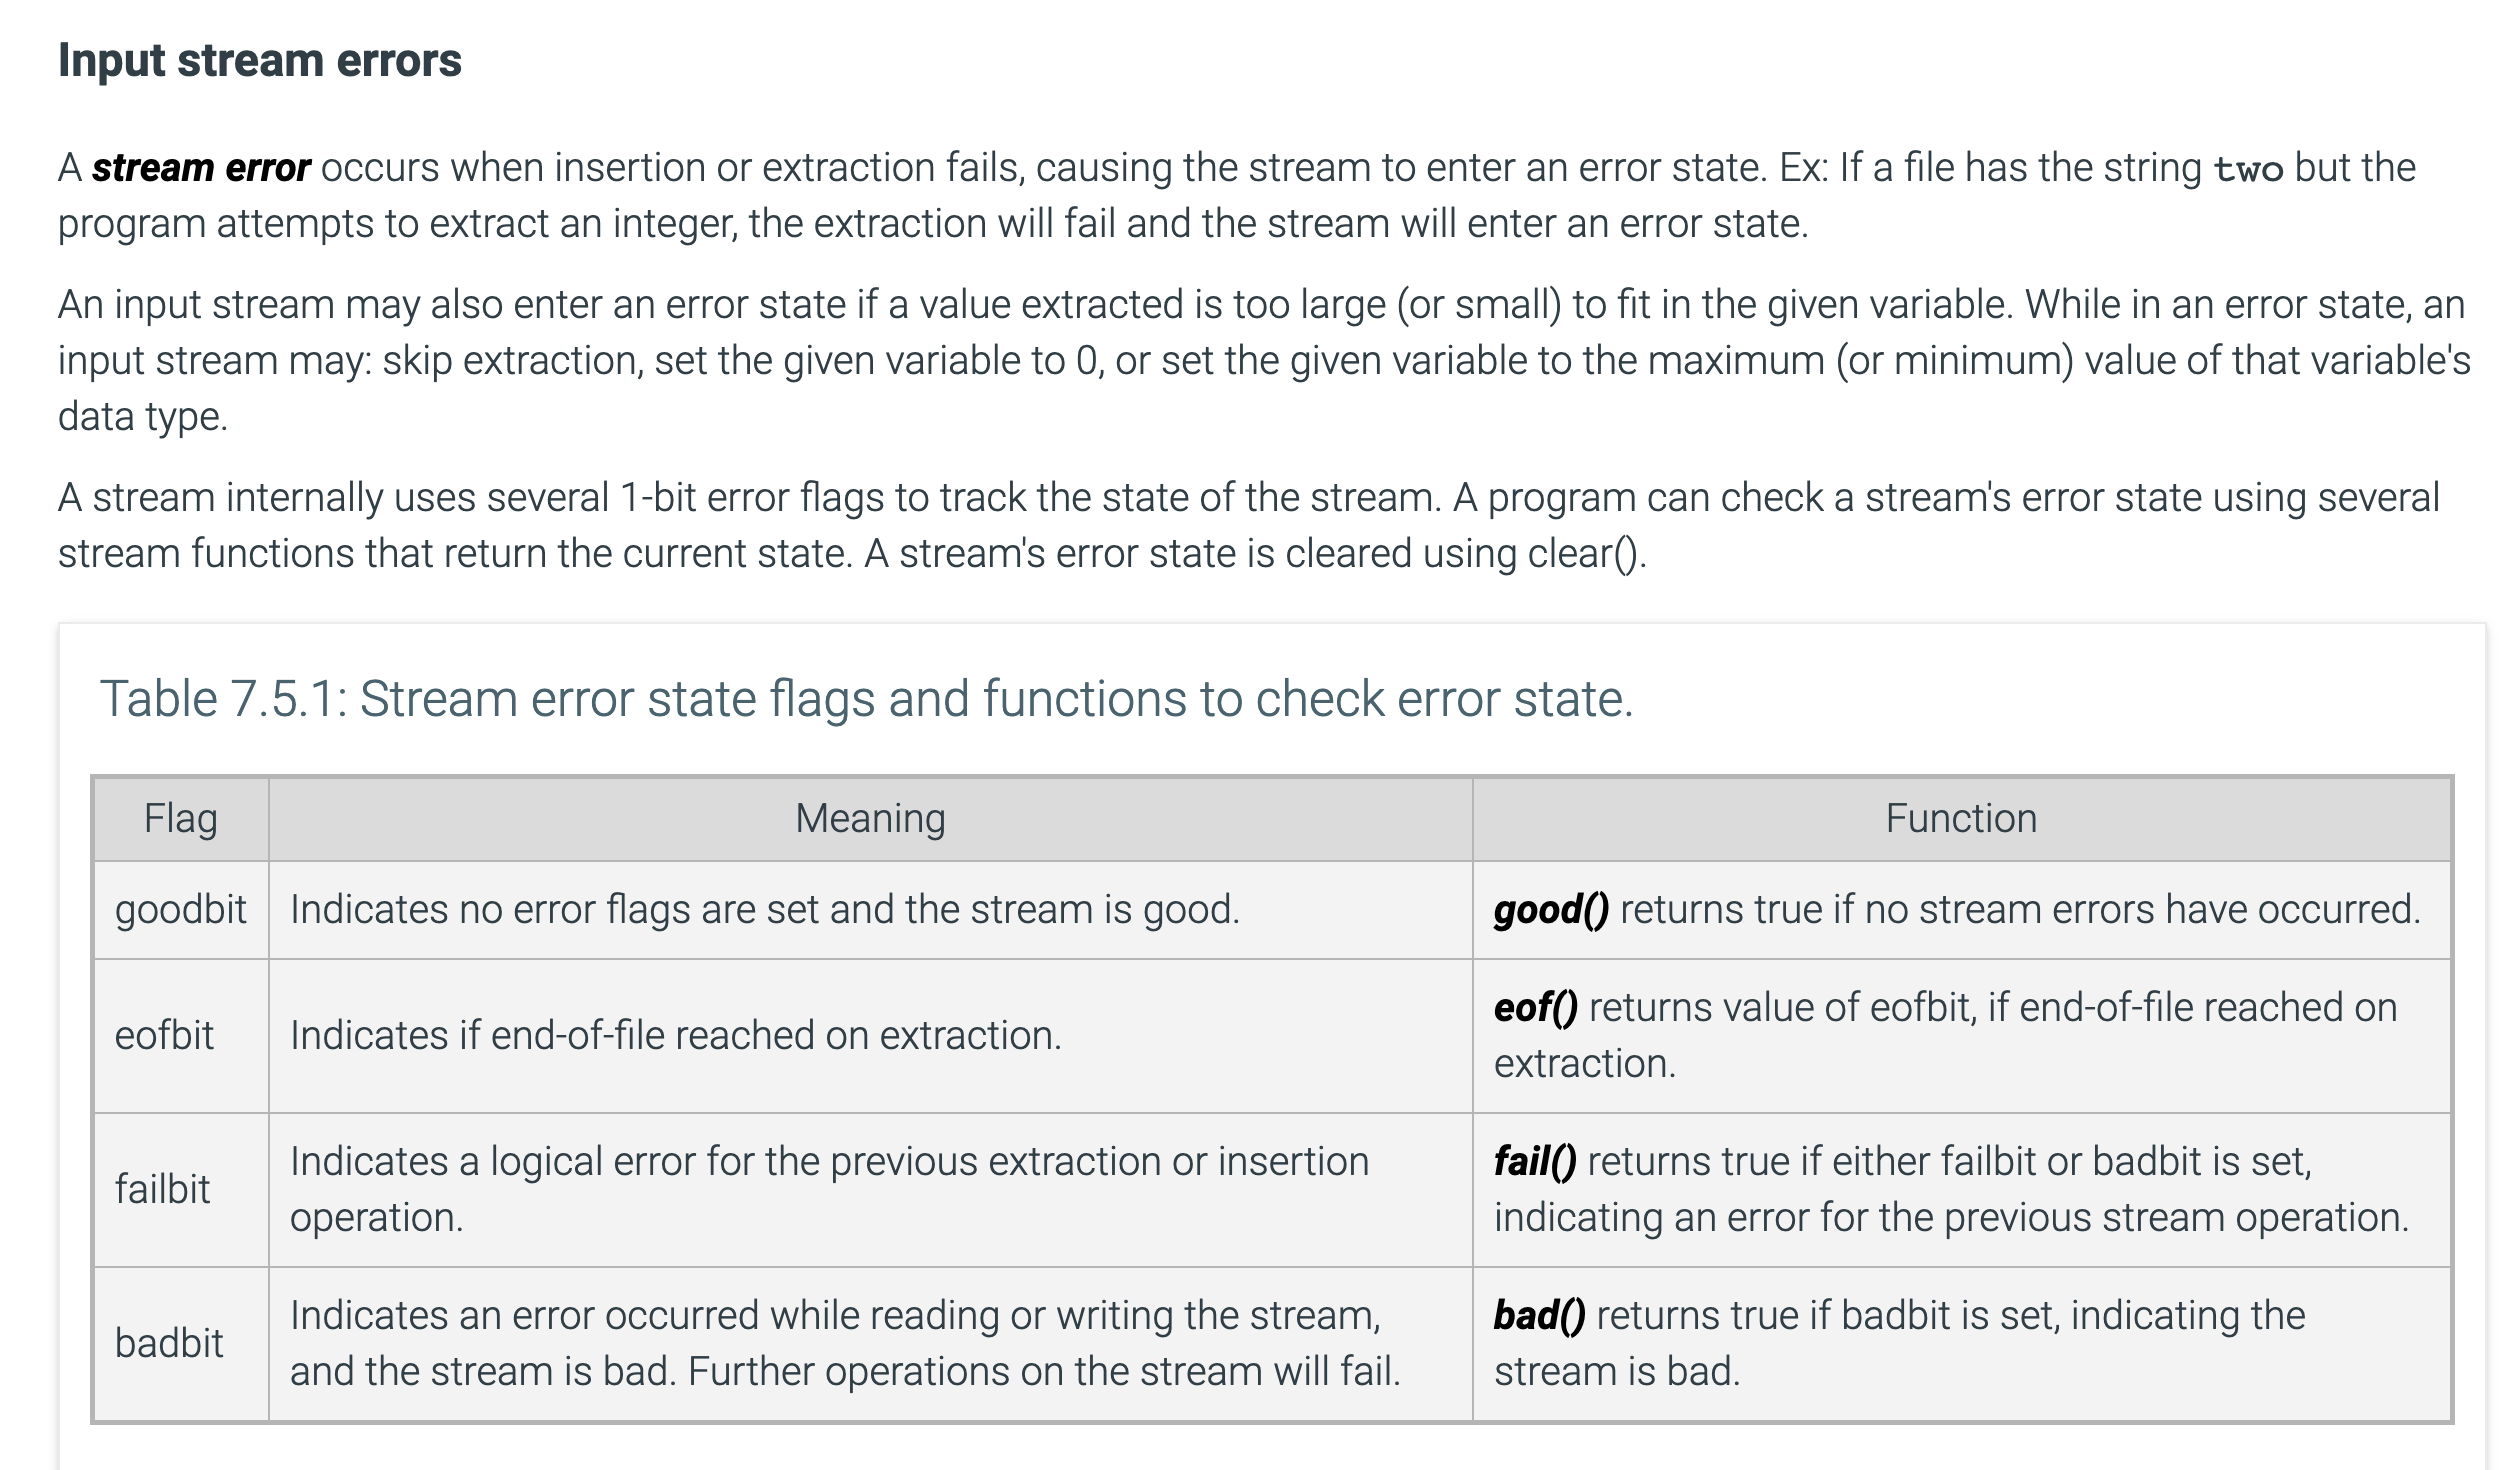 Input stream errors
A stream error occurs when insertion or extraction fails, causing the stream to enter an error state. Ex: If a file has the string two but the
program attempts to extract an integer, the extraction will fail and the stream will enter an error state.
An input stream may also enter an error state if a value extracted is too large (or small) to fit in the given variable. While in an error state, an
input stream may: skip extraction, set the given variable to 0, or set the given variable to the maximum (or minimum) value of that variable's
data type.
A stream internally uses several 1-bit error flags to track the state of the stream. A program can check a stream's error state using several
stream functions that return the current state. A stream's error state is cleared using clear().
Table 7.5.1: Stream error state flags and functions to check error state.
Flag Meaning Function
goodbit Indicates no error flags are set and the stream is good. good() returns true if no stream errors have occurred.
eofbit Indicates if end-of-file reached on extraction. eof() returns value of eofbit, if end-of-file reached on
extraction.
failbit Indicates a logical error for the previous extraction or insertion
operation. fail() returns true if either failbit or badbit is set,
indicating an error for the previous stream operation.
badbit Indicates an error occurred while reading or writing the stream,
and the stream is bad. Further operations on the stream will fail. bad() returns true if badbit is set, indicating the
stream is bad.